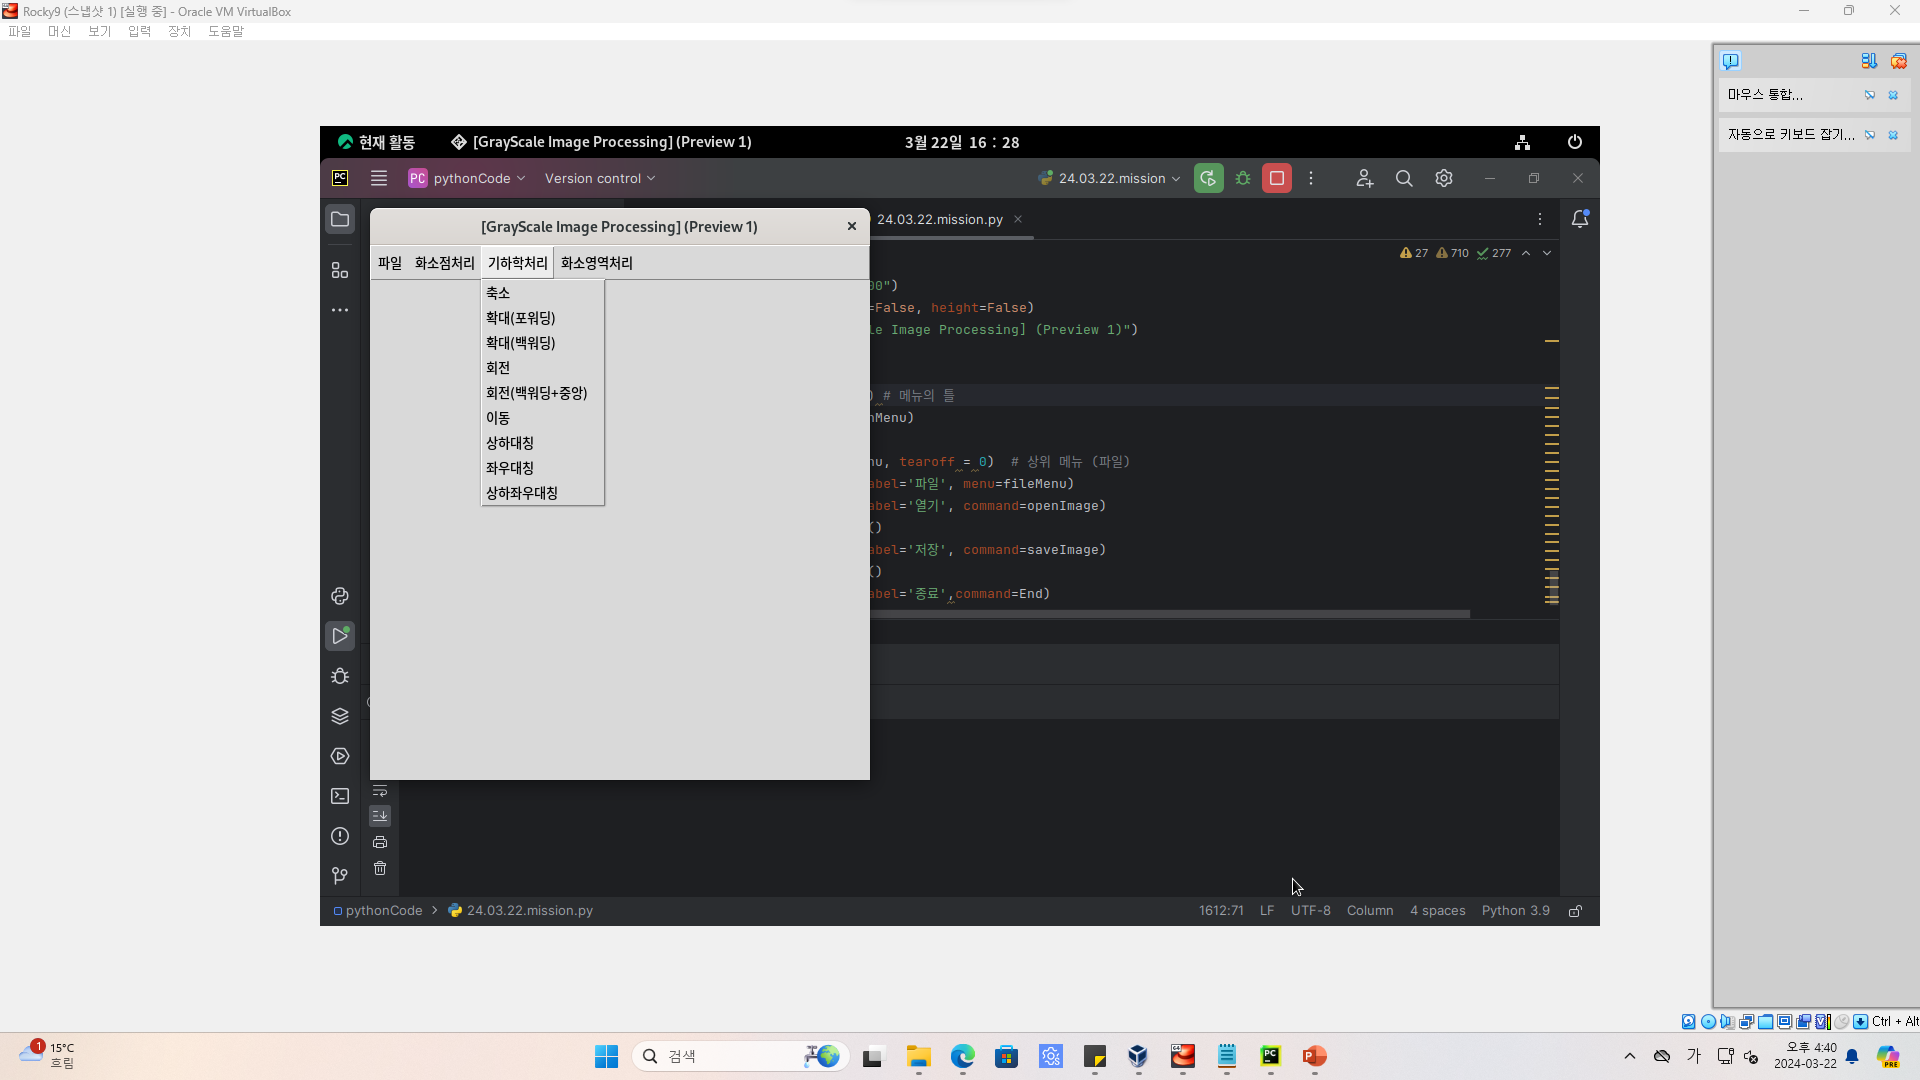 Rocky9 (스냅샷 1) [실행 중] - Oracle VM VirtualBox
파일 머신 보기 입력 장치 도움말
마우스 통합...
자동으로 키보드 잡기...
현재 활동 [GrayScale Image Processing] (Preview 1) 3월 22일 16 : 28
PC PC pythonCode Version control 24.03.22.mission
[GrayScale Image Processing] (Preview 1)
24.03.22.mission.py
27 710 277
파일 화소점처리 기하학처리 화소영역처리
축소
확대(포워딩)
확대(백워딩)
회전
회전(백워딩+중앙)
이동
상하대칭
좌우대칭
상하좌우대칭
00")
=False, height=False)
le Image Processing] (Preview 1)")
) # 메뉴의 틀
nMenu)
nu, tearoff = 0) # 상위 메뉴 (파일)
abel='파일', menu=fileMenu)
abel='열기', command=openImage)
()
abel='저장', command=saveImage)
()
abel='종료',command=End)
pythonCode > 24.03.22.mission.py 1612:71 LF UTF-8 Column 4 spaces Python 3.9
Ctrl + Alt
1
15°C
흐림
검색
가
오후 4:40
2024-03-22
PRE